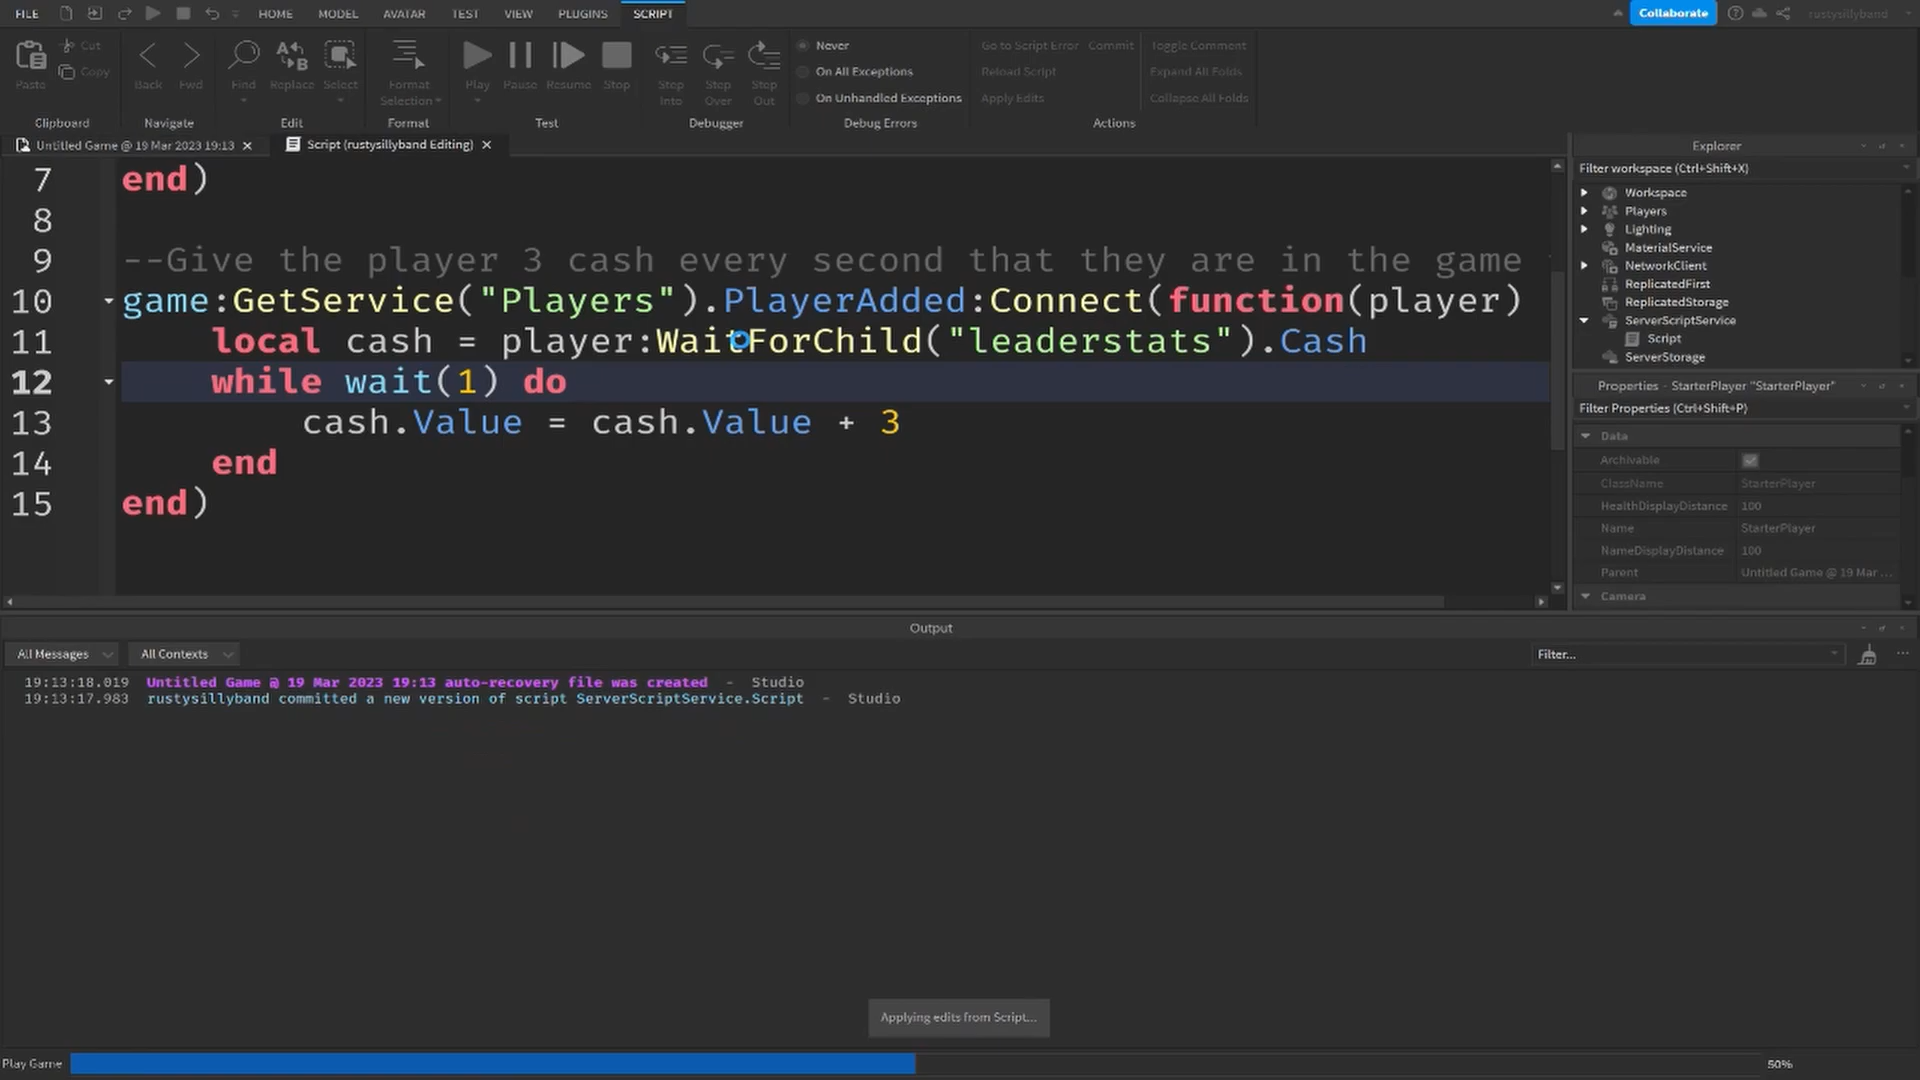 FILE HOME MODEL AVATAR TEST VIEW PLUGINS SCRIPT Collaborate rustysillyband
Paste Cut Copy Back Fwd Find Replace Select Format Selection Play Pause Resume Stop Step Into Step Over Step Out
Never On All Exceptions On Unhandled Exceptions
Go to Script Error Commit Reload Script Apply Edits
Toggle Comment Expand All Folds Collapse All Folds
Clipboard Navigate Edit Format Test Debugger Debug Errors Actions
Untitled Game @ 19 Mar 2023 19:13 Script (rustysillyband Editing)
7 end)
8
9 --Give the player 3 cash every second that they are in the game
10 game:GetService("Players").PlayerAdded:Connect(function(player)
11 local cash = player:WaitForChild("leaderstats").Cash
12 while wait(1) do
13 cash.Value = cash.Value + 3
14 end
15 end)
Explorer
Filter workspace (Ctrl+Shift+X)
Workspace
Players
Lighting
MaterialService
NetworkClient
ReplicatedFirst
ReplicatedStorage
ServerScriptService
Script
ServerStorage
Properties - StarterPlayer "StarterPlayer"
Filter Properties (Ctrl+Shift+P)
Data
Archivable
ClassName StarterPlayer
HealthDisplayDistance 100
Name StarterPlayer
NameDisplayDistance 100
Parent Untitled Game @ 19 Mar ...
Camera
Output
All Messages All Contexts Filter...
19:13:18.019 Untitled Game @ 19 Mar 2023 19:13 auto-recovery file was created - Studio
19:13:17.983 rustysillyband committed a new version of script ServerScriptService.Script - Studio
Applying edits from Script...
Play Game 50%